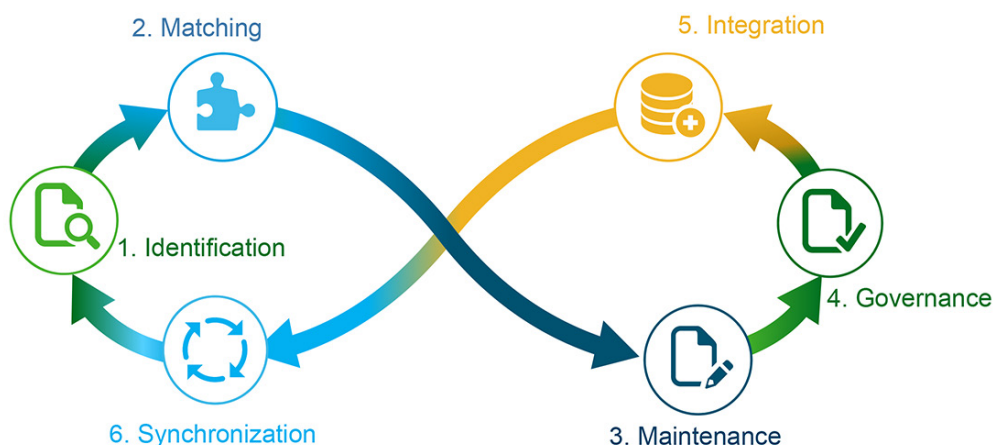 2. Matching
5. Integration
1. Identification
4. Governance
6. Synchronization
3. Maintenance